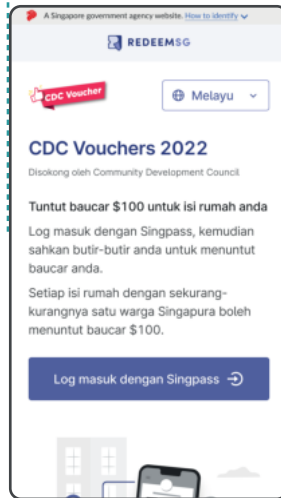 A Singapore government agency website. How to identify
REDEEMSG
CDC Voucher
Melayu
CDC Vouchers 2022
Disokong oleh Community Development Council
Tuntut baucar $100 untuk isi rumah anda
Log masuk dengan Singpass, kemudian
sahkan butir-butir anda untuk menuntut
baucar anda.
Setiap isi rumah dengan sekurang-
kurangnya satu warga Singapura boleh
menuntut baucar $100.
Log masuk dengan Singpass